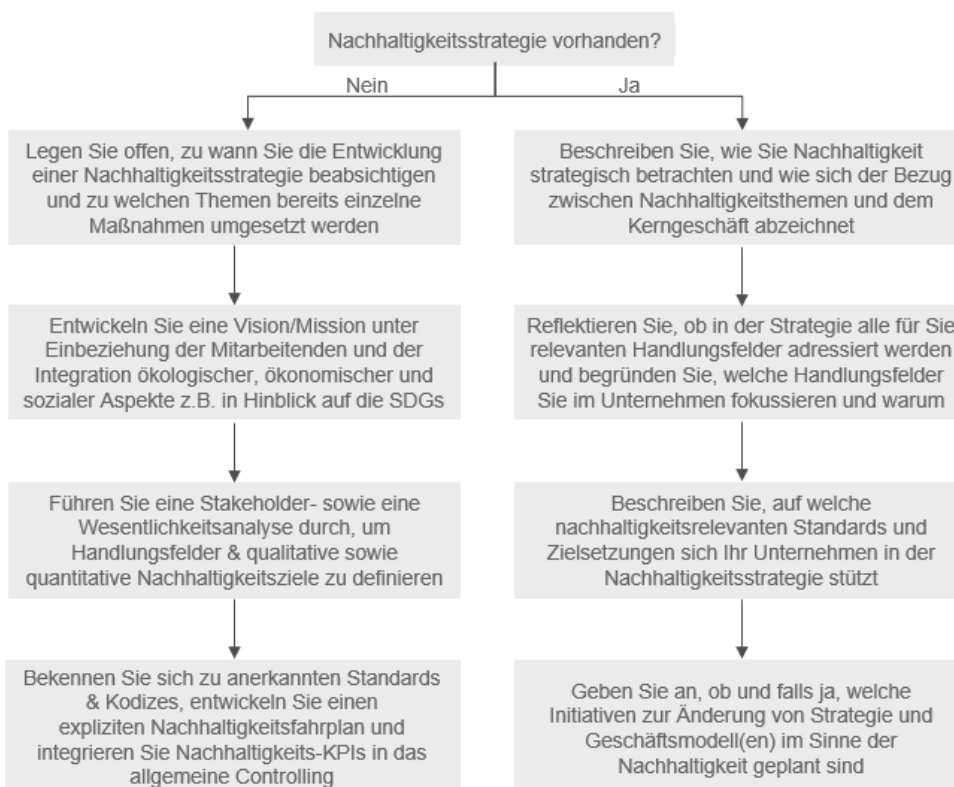 Nachhaltigkeitsstrategie vorhanden?
Nein
Ja
Legen Sie offen, zu wann Sie die Entwicklung
einer Nachhaltigkeitsstrategie beabsichtigen
und zu welchen Themen bereits einzelne
Maßnahmen umgesetzt werden
Entwickeln Sie eine Vision/Mission unter
Einbeziehung der Mitarbeitenden und der
Integration ökologischer, ökonomischer und
sozialer Aspekte z.B. in Hinblick auf die SDGs
Führen Sie eine Stakeholder- sowie eine
Wesentlichkeitsanalyse durch, um
Handlungsfelder & qualitative sowie
quantitative Nachhaltigkeitsziele zu definieren
Bekennen Sie sich zu anerkannten Standards
& Kodizes, entwickeln Sie einen
expliziten Nachhaltigkeitsfahrplan und
integrieren Sie Nachhaltigkeits-KPIs in das
allgemeine Controlling
Beschreiben Sie, wie Sie Nachhaltigkeit
strategisch betrachten und wie sich der Bezug
zwischen Nachhaltigkeitsthemen und dem
Kerngeschäft abzeichnet
Reflektieren Sie, ob in der Strategie alle für Sie
relevanten Handlungsfelder adressiert werden
und begründen Sie, welche Handlungsfelder
Sie im Unternehmen fokussieren und warum
Beschreiben Sie, auf welche
nachhaltigkeitsrelevanten Standards und
Zielsetzungen sich Ihr Unternehmen in der
Nachhaltigkeitsstrategie stützt
Geben Sie an, ob und falls ja, welche
Initiativen zur Änderung von Strategie und
Geschäftsmodell(en) im Sinne der
Nachhaltigkeit geplant sind